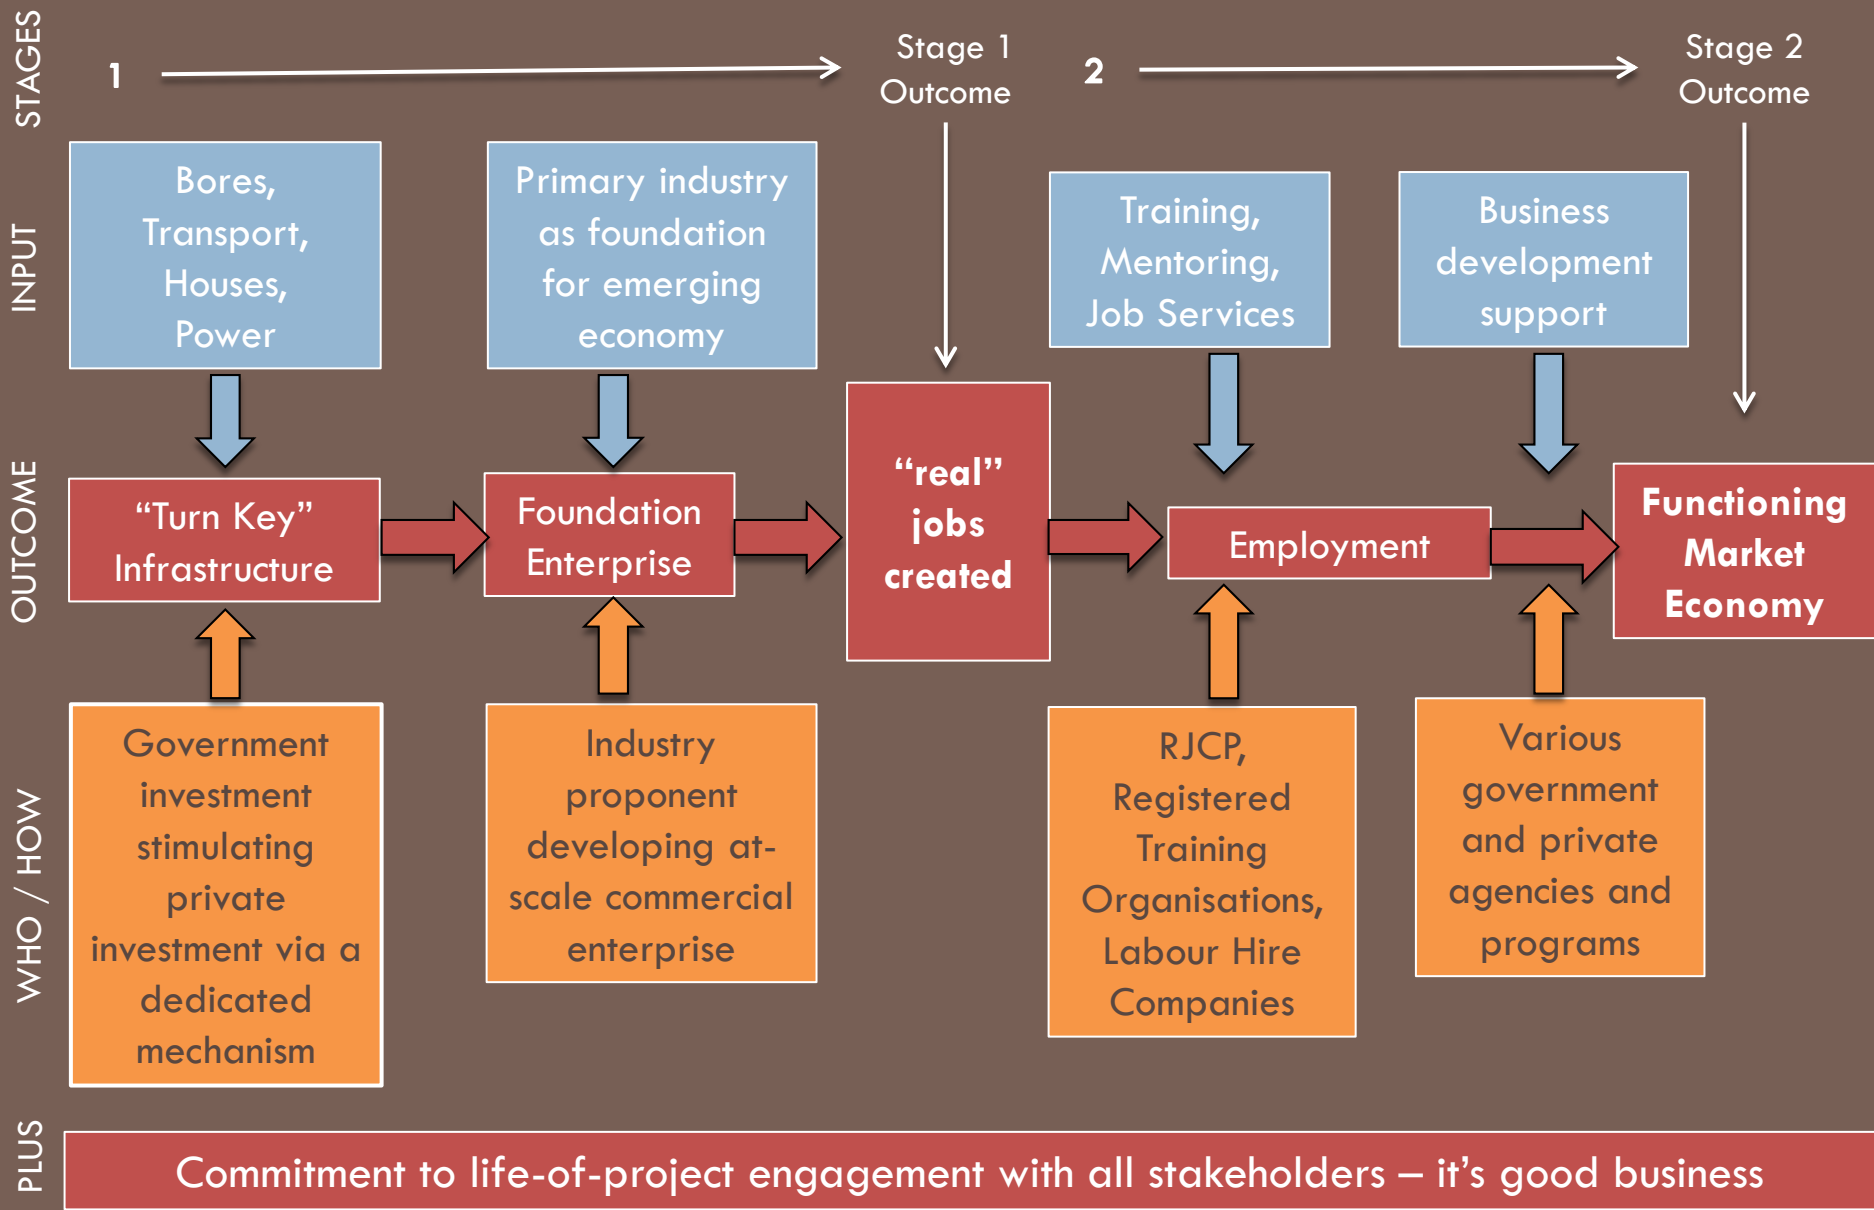 STAGES
1
Stage 1
Outcome
2
Stage 2
Outcome
INPUT
Bores,
Transport,
Houses,
Power
Primary industry
as foundation
for emerging
economy
Training,
Mentoring,
Job Services
Business
development
support
OUTCOME
“Turn Key”
Infrastructure
Foundation
Enterprise
“real”
jobs
created
Employment
Functioning
Market
Economy
WHO / HOW
Government
investment
stimulating
private
investment via a
dedicated
mechanism
Industry
proponent
developing at-
scale commercial
enterprise
RJCP,
Registered
Training
Organisations,
Labour Hire
Companies
Various
government
and private
agencies and
programs
PLUS
Commitment to life-of-project engagement with all stakeholders – it’s good business